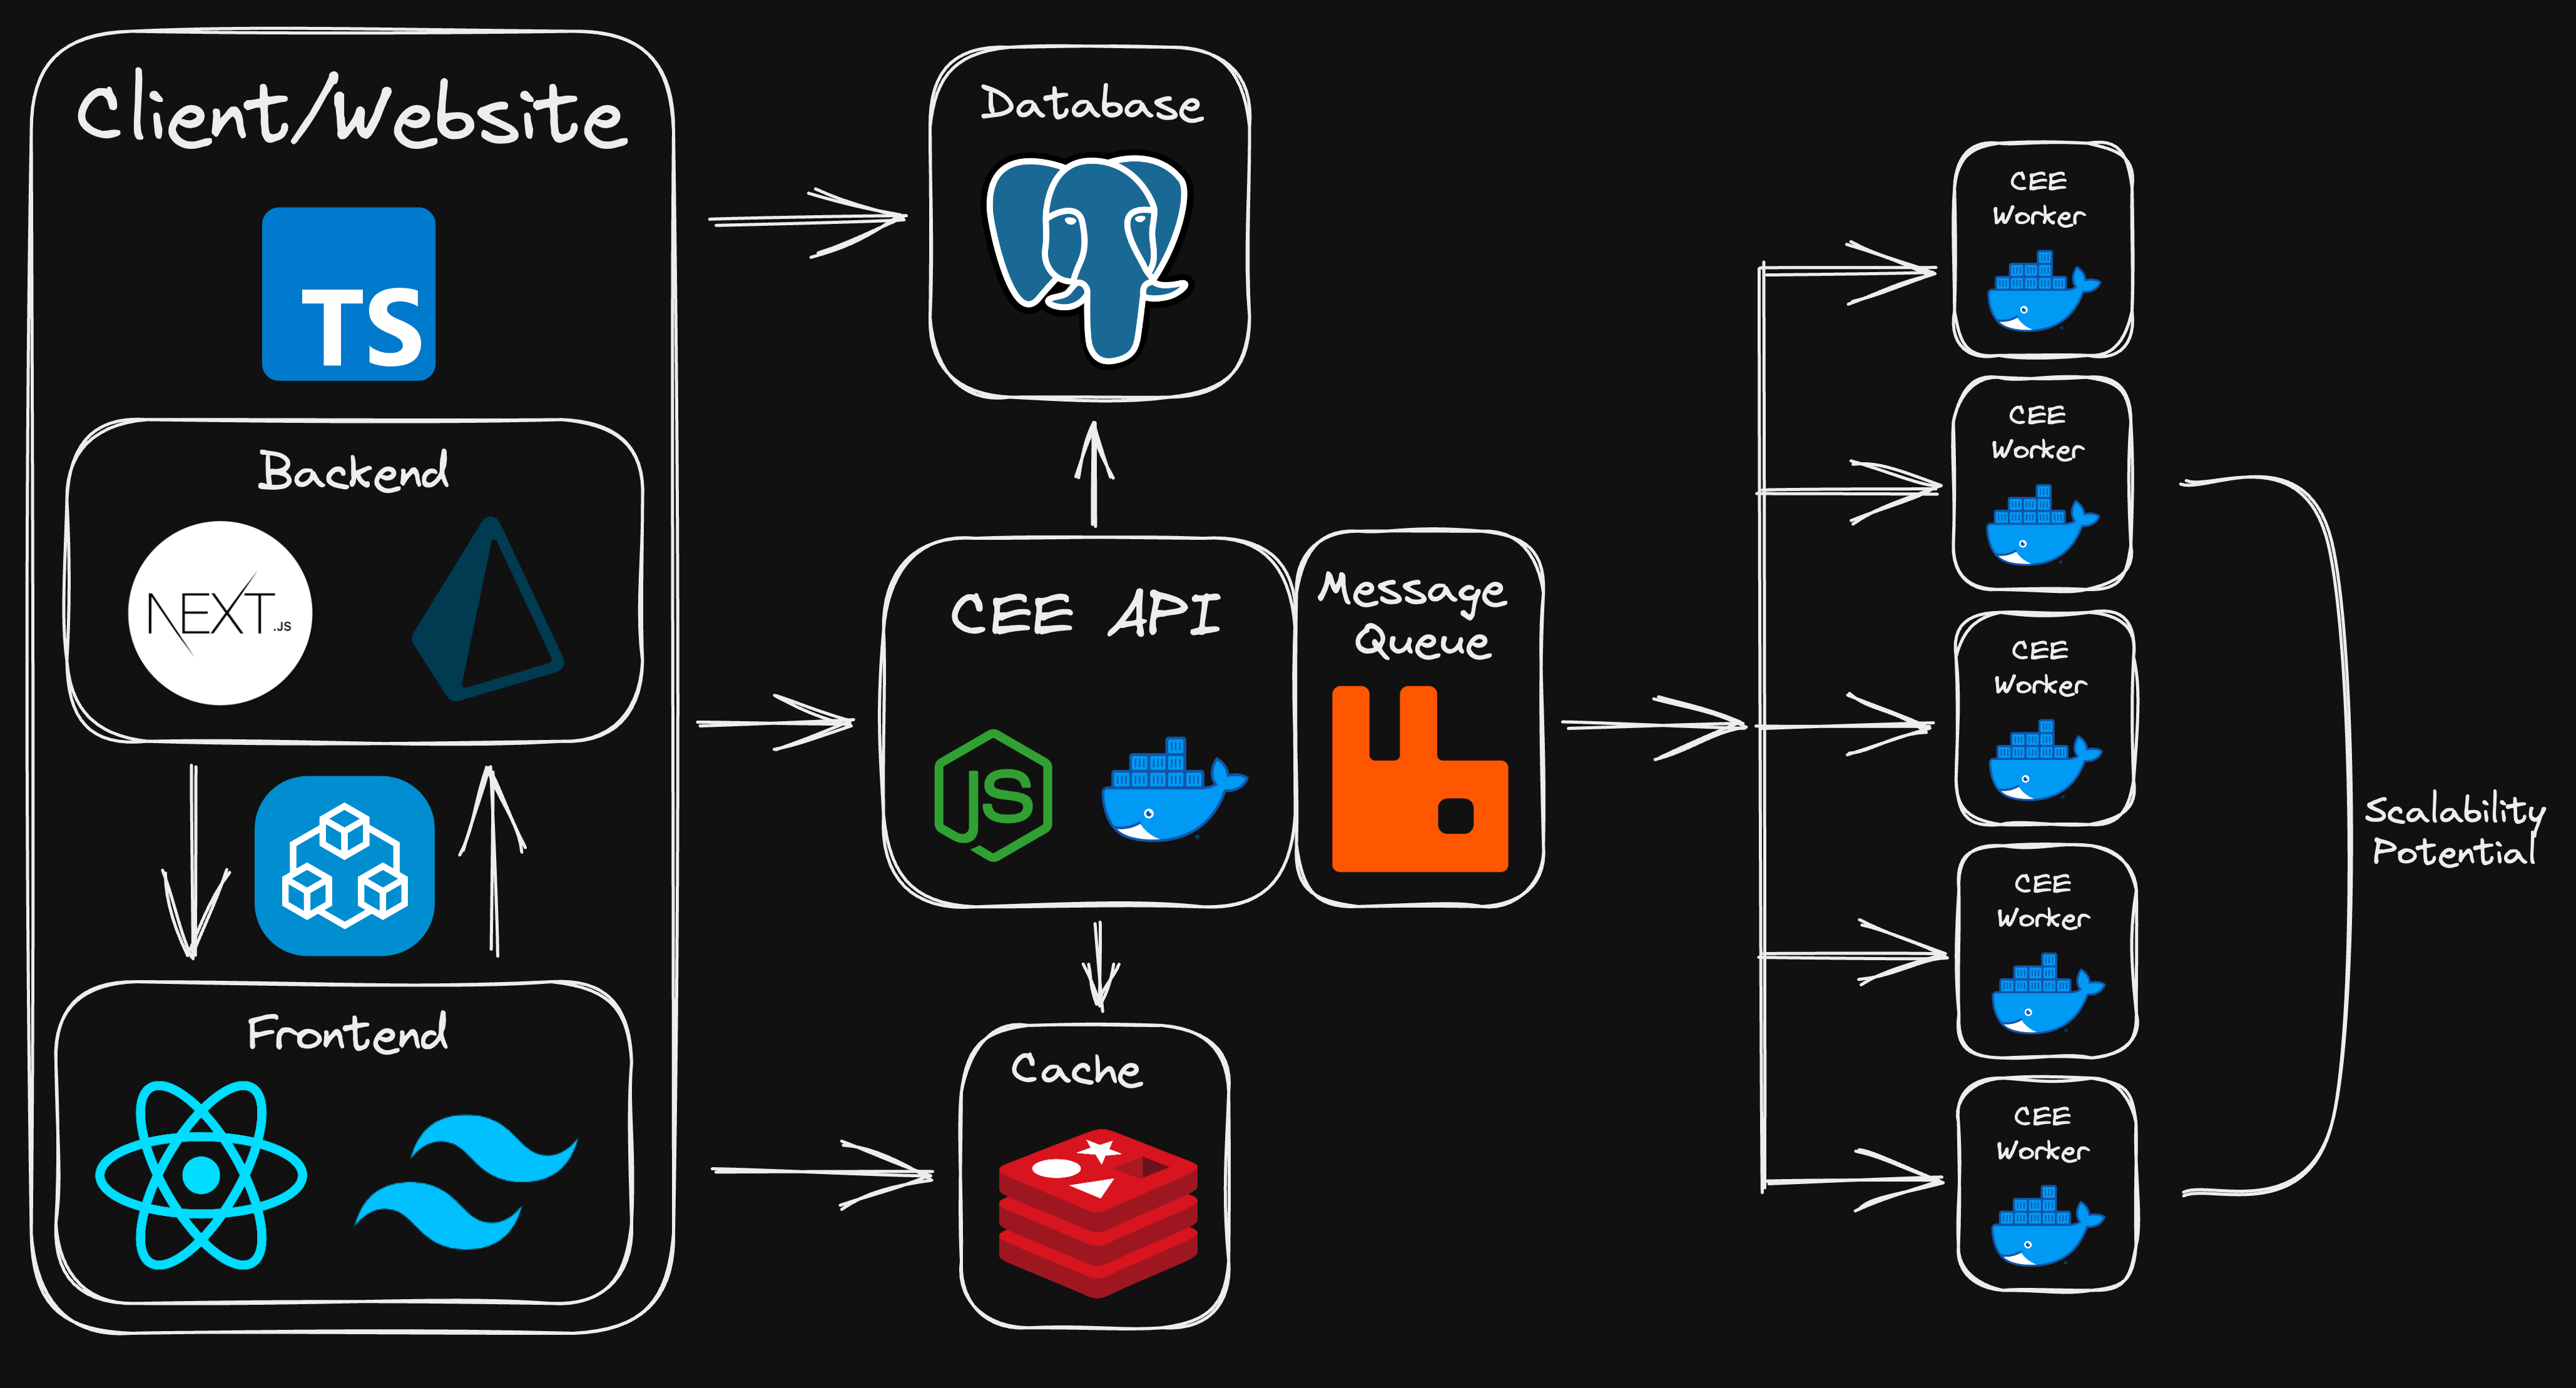 Client/Website
TS
Backend
NEXT.JS
Frontend
Database
CEE API
JS
Message
Queue
Cache
CEE
Worker
CEE
Worker
CEE
Worker
CEE
Worker
CEE
Worker
Scalability
Potential